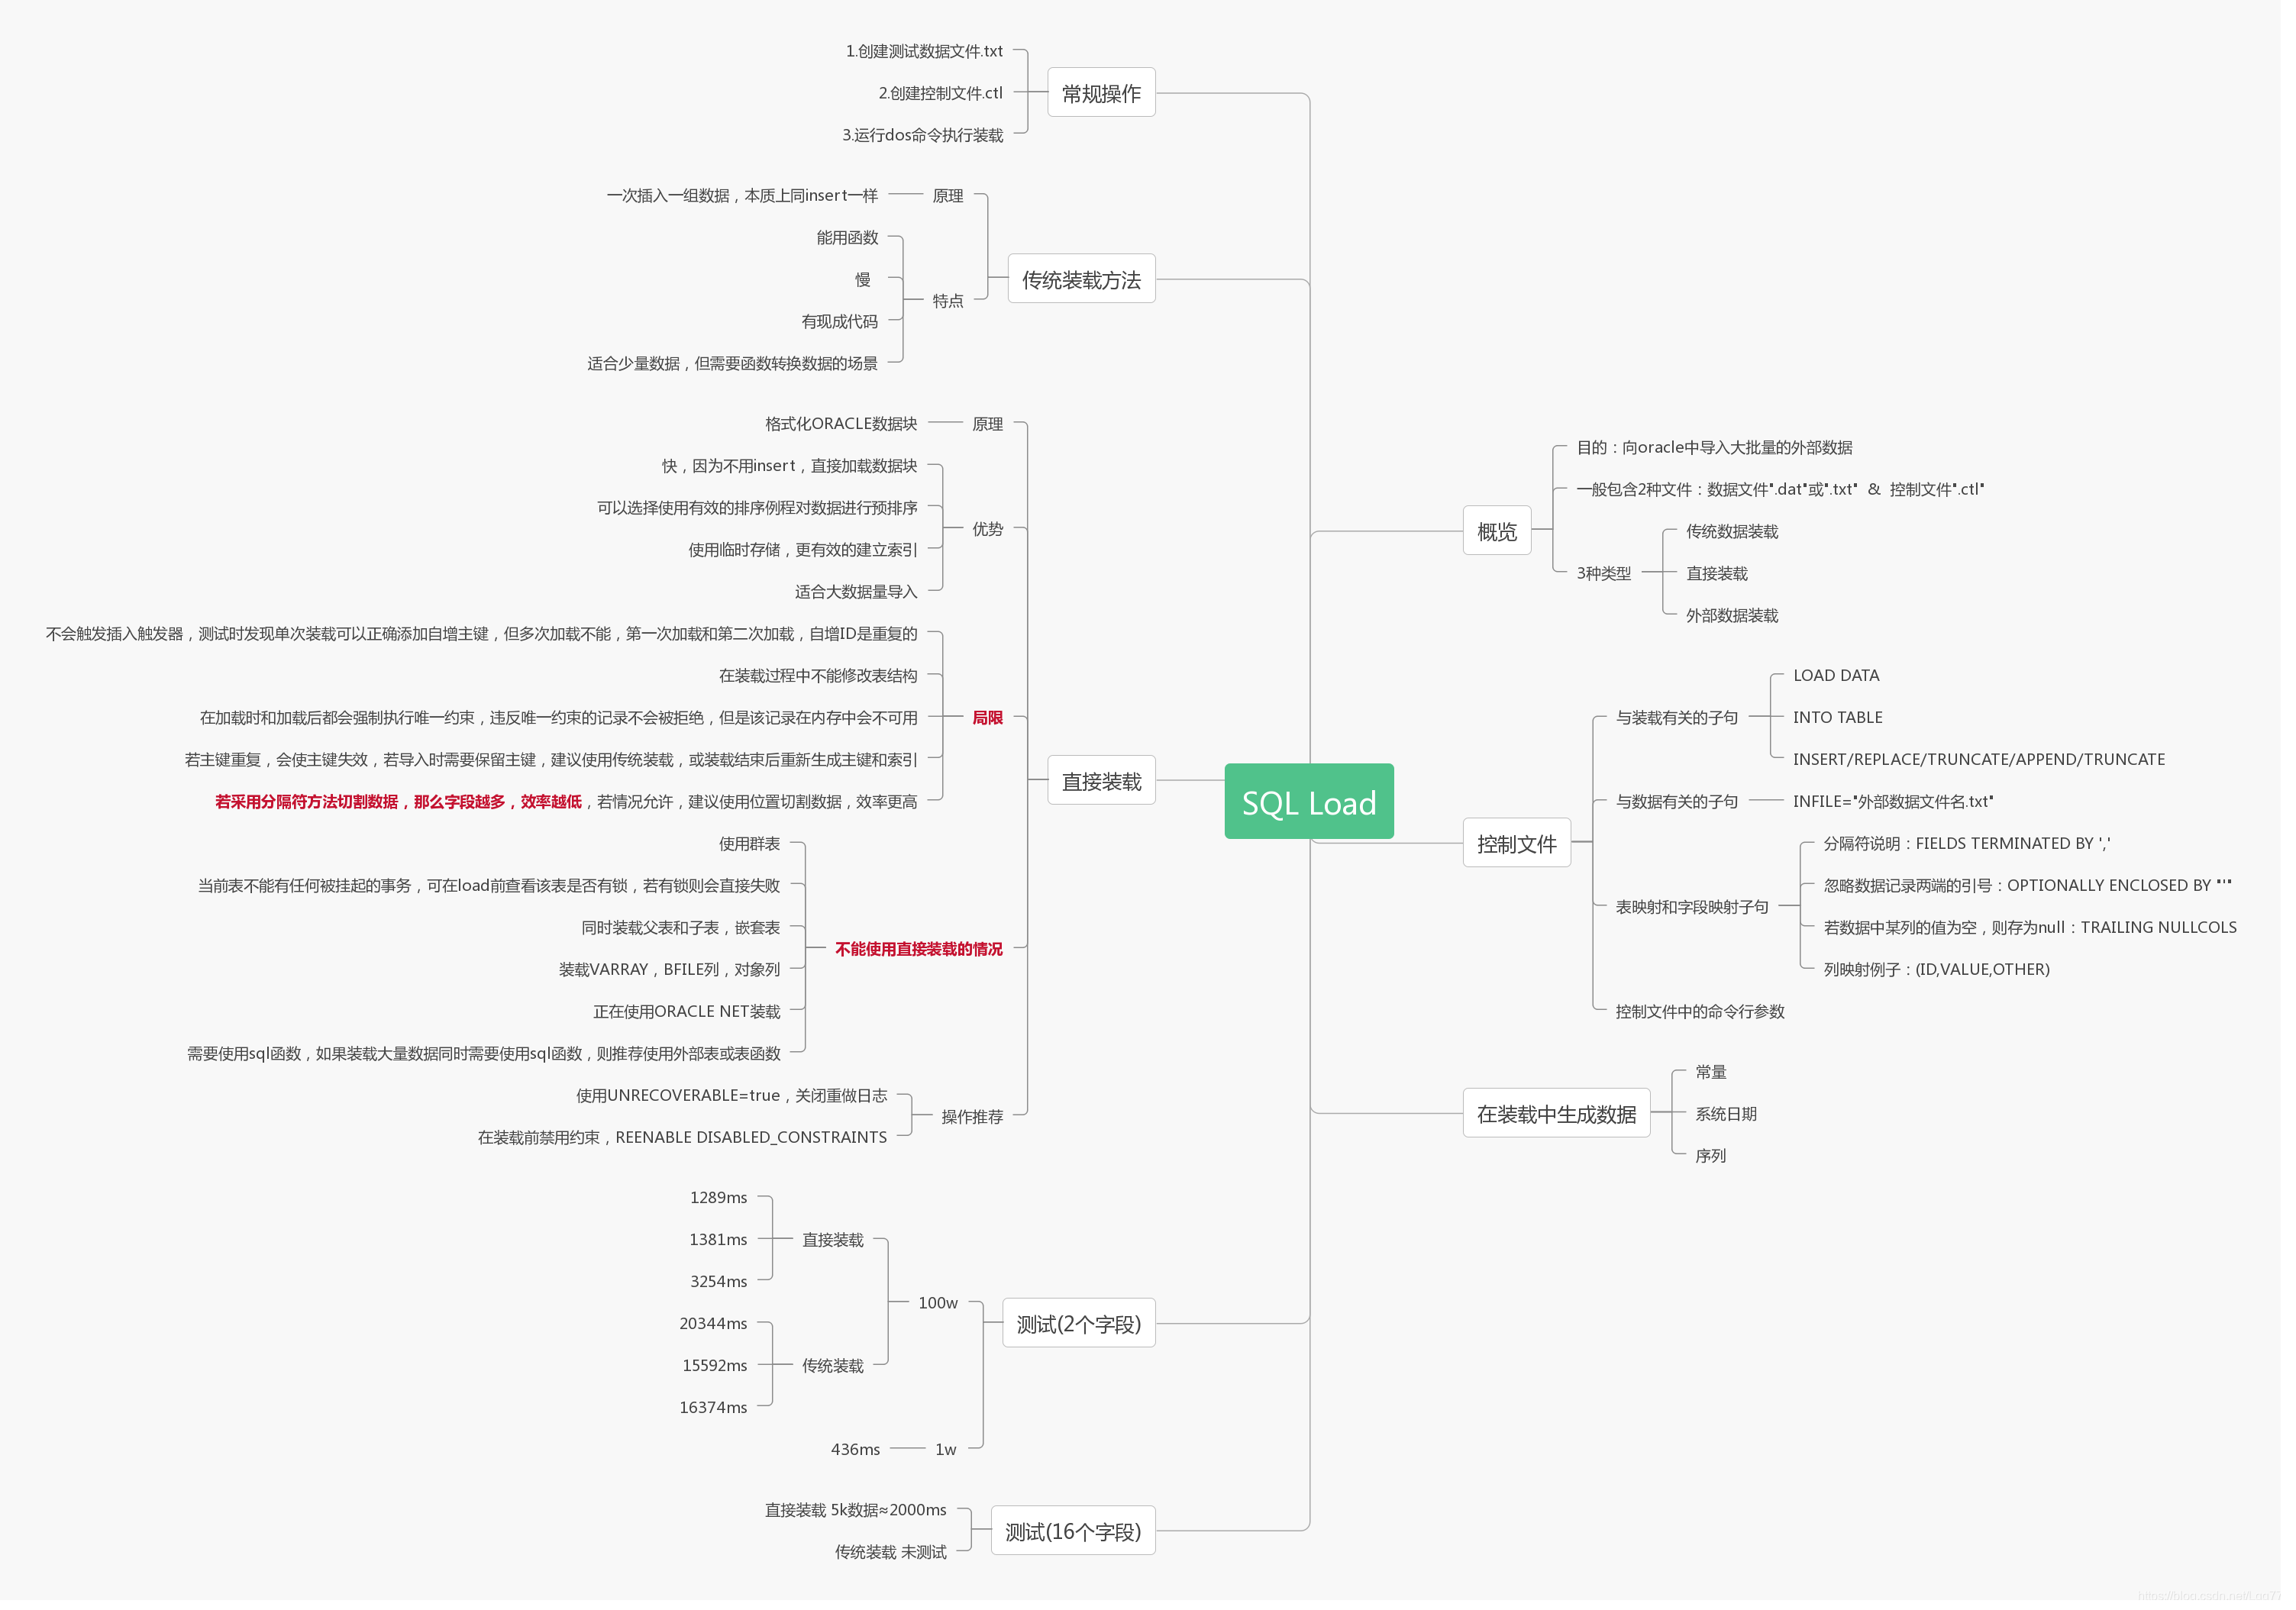 SQL Load
概览
目的：向oracle中导入大批量的外部数据
一般包含2种文件：数据文件".dat"或".txt" & 控制文件".ctl"
3种类型
传统数据装载
直接装载
外部数据装载
控制文件
与装载有关的子句
LOAD DATA
INTO TABLE
INSERT/REPLACE/TRUNCATE/APPEND/TRUNCATE
与数据有关的子句
INFILE="外部数据文件名.txt"
表映射和字段映射子句
分隔符说明：FIELDS TERMINATED BY ','
忽略数据记录两端的引号：OPTIONALLY ENCLOSED BY "'"
若数据中某列的值为空，则存为null：TRAILING NULLCOLS
列映射例子：(ID,VALUE,OTHER)
控制文件中的命令行参数
在装载中生成数据
常量
系统日期
序列
常规操作
1.创建测试数据文件.txt
2.创建控制文件.ctl
3.运行dos命令执行装载
传统装载方法
原理
一次插入一组数据，本质上同insert一样
特点
能用函数
慢
有现成代码
适合少量数据，但需要函数转换数据的场景
直接装载
原理
格式化ORACLE数据块
优势
快，因为不用insert，直接加载数据块
可以选择使用有效的排序例程对数据进行预排序
使用临时存储，更有效的建立索引
适合大数据量导入
局限
不会触发插入触发器，测试时发现单次装载可以正确添加自增主键，但多次加载不能，第一次加载和第二次加载，自增ID是重复的
在装载过程中不能修改表结构
在加载时和加载后都会强制执行唯一约束，违反唯一约束的记录不会被拒绝，但是该记录在内存中会不可用
若主键重复，会使主键失效，若导入时需要保留主键，建议使用传统装载，或装载结束后重新生成主键和索引
若采用分隔符方法切割数据，那么字段越多，效率越低，若情况允许，建议使用位置切割数据，效率更高
不能使用直接装载的情况
使用群表
当前表不能有任何被挂起的事务，可在load前查看该表是否有锁，若有锁则会直接失败
同时装载父表和子表，嵌套表
装载VARRAY，BFILE列，对象列
正在使用ORACLE NET装载
需要使用sql函数，如果装载大量数据同时需要使用sql函数，则推荐使用外部表或表函数
操作推荐
使用UNRECOVERABLE=true，关闭重做日志
在装载前禁用约束，REENABLE DISABLED_CONSTRAINTS
测试(2个字段)
100w
直接装载
1289ms
1381ms
3254ms
传统装载
20344ms
15592ms
16374ms
1w
436ms
测试(16个字段)
直接装载 5k数据≈2000ms
传统装载 未测试